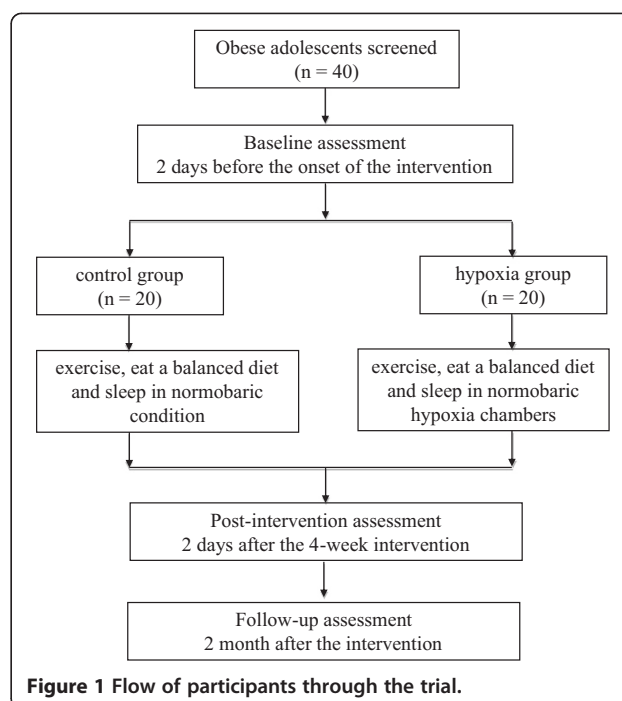 Obese adolescents screened
(n = 40)
Baseline assessment
2 days before the onset of the intervention
control group
(n = 20)
hypoxia group
(n = 20)
exercise, eat a balanced diet
and sleep in normobaric
condition
exercise, eat a balanced diet
and sleep in normobaric
hypoxia chambers
Post-intervention assessment
2 days after the 4-week intervention
Follow-up assessment
2 month after the intervention
Figure 1 Flow of participants through the trial.